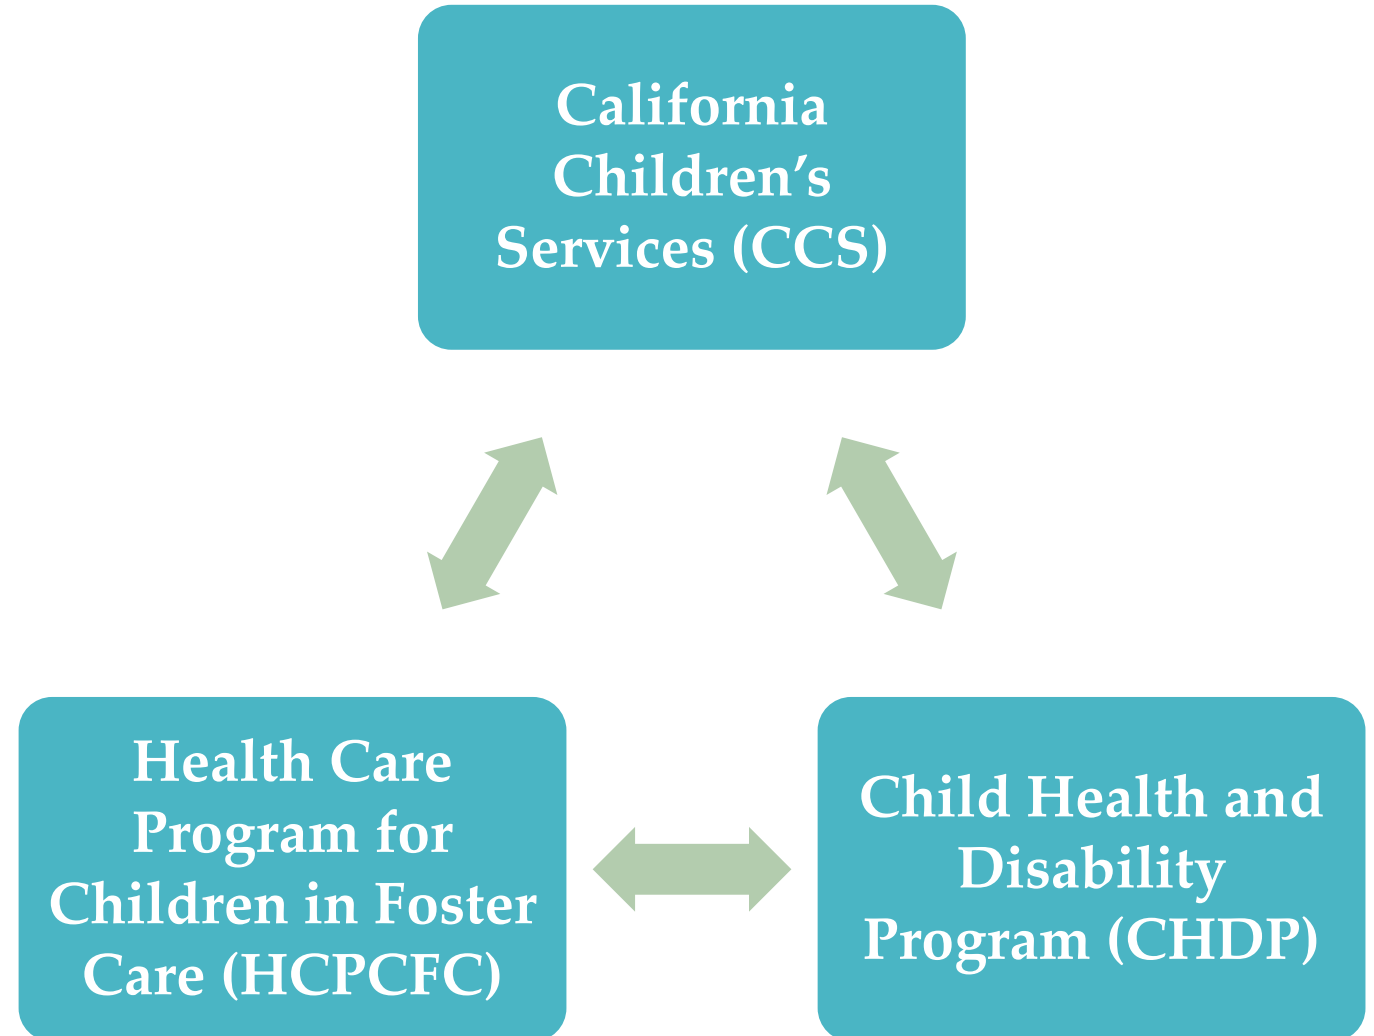 California
Children’s
Services (CCS)
Health Care
Program for
Children in Foster
Care (HCPCFC)
Child Health and
Disability
Program (CHDP)